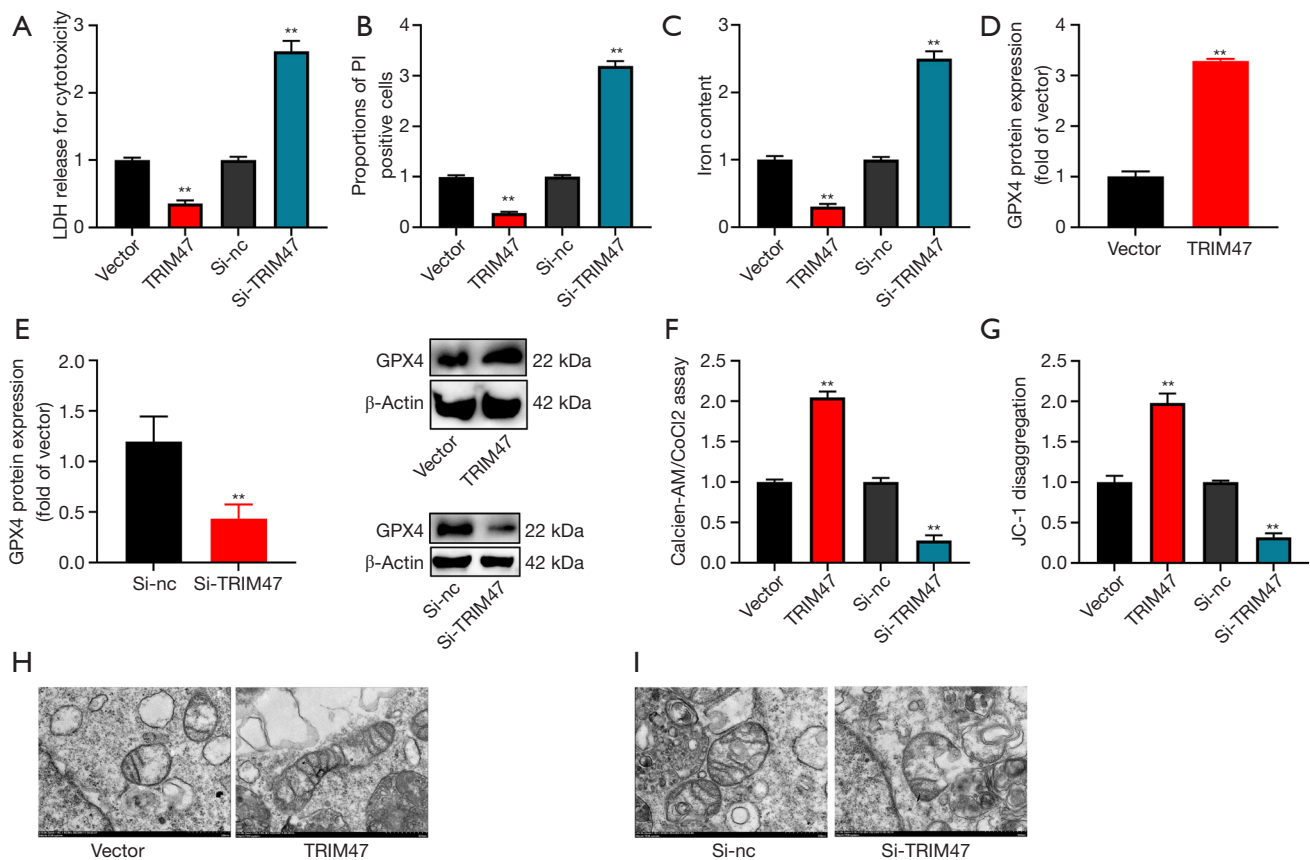 A
LDH release for cytotoxicity
3
2
1
0
**
**
Vector
TRIM47
Si-nc
Si-TRIM47
B
Proportions of PI
positive cells
4
3
2
1
0
**
**
Vector
TRIM47
Si-nc
Si-TRIM47
C
Iron content
3
2
1
0
**
**
Vector
TRIM47
Si-nc
Si-TRIM47
D
GPX4 protein expression
(fold of vector)
4
3
2
1
0
**
Vector
TRIM47
E
GPX4 protein expression
(fold of vector)
2.0
1.5
1.0
0.5
0.0
**
Si-nc
Si-TRIM47
GPX4
22 kDa
β-Actin
42 kDa
Vector
TRIM47
GPX4
22 kDa
β-Actin
42 kDa
Si-nc
Si-TRIM47
F
Calcien-AM/CoCl2 assay
2.5
2.0
1.5
1.0
0.5
0.0
**
**
Vector
TRIM47
Si-nc
Si-TRIM47
G
JC-1 disaggregation
2.5
2.0
1.5
1.0
0.5
0.0
**
**
Vector
TRIM47
Si-nc
Si-TRIM47
H
Vector
TRIM47
I
Si-nc
Si-TRIM47